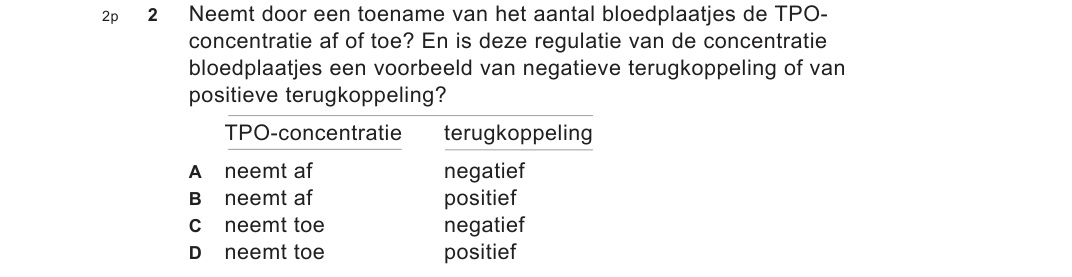 2p 2 Neemt door een toename van het aantal bloedplaatjes de TPO-
concentratie af of toe? En is deze regulatie van de concentratie
bloedplaatjes een voorbeeld van negatieve terugkoppeling of van
positieve terugkoppeling?
TPO-concentratie terugkoppeling
A neemt af negatief
B neemt af positief
C neemt toe negatief
D neemt toe positief